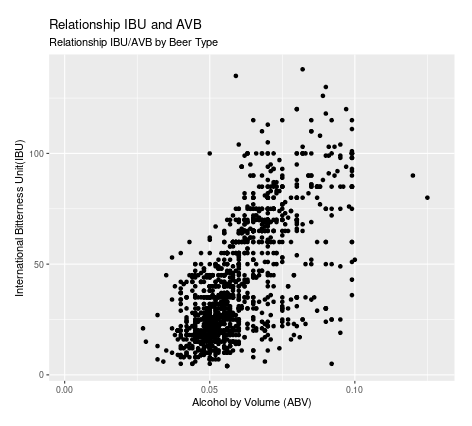 Relationship IBU and AVB
Relationship IBU/AVB by Beer Type
International Bitterness Unit(IBU)
100
50
0
0.00
0.05
0.10
Alcohol by Volume (ABV)